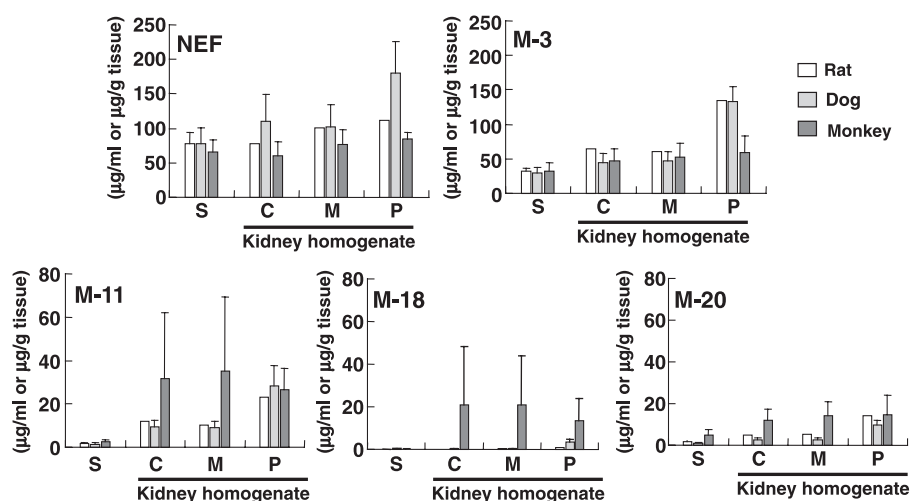 NEF
(µg/ml or µg/g tissue)
250
200
150
100
50
0
S C M P
Kidney homogenate
M-3
(µg/ml or µg/g tissue)
250
200
150
100
50
0
S C M P
Kidney homogenate
Rat
Dog
Monkey
M-11
(µg/ml or µg/g tissue)
80
60
40
20
0
S C M P
Kidney homogenate
M-18
(µg/ml or µg/g tissue)
80
60
40
20
0
S C M P
Kidney homogenate
M-20
(µg/ml or µg/g tissue)
80
60
40
20
0
S C M P
Kidney homogenate